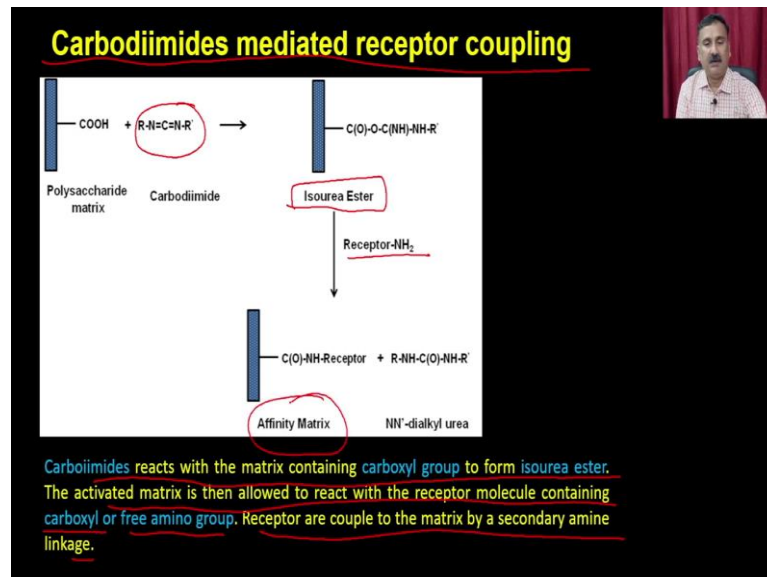 Carbodiimides mediated receptor coupling
COOH + R-N=C=N-R' C(O)-O-C(NH)-NH-R'
Polysaccharide matrix Carbodiimide Isourea Ester
Receptor-NH₂
C(O)-NH-Receptor + R-NH-C(O)-NH-R'
Affinity Matrix NN'-dialkyl urea
Carboiimides reacts with the matrix containing carboxyl group to form isourea ester.
The activated matrix is then allowed to react with the receptor molecule containing
carboxyl or free amino group. Receptor are couple to the matrix by a secondary amine
linkage.